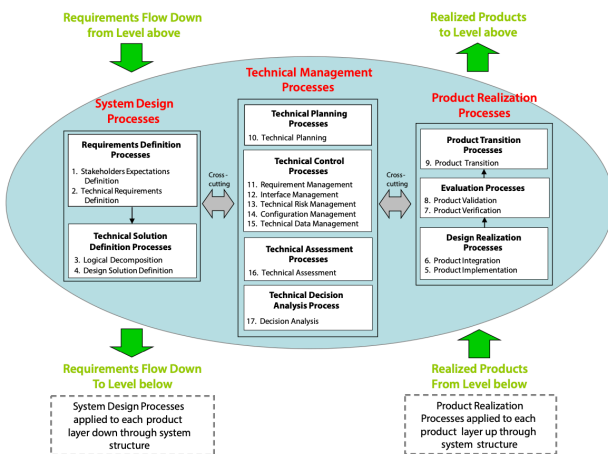 Requirements Flow Down
from Level above
Realized Products
to Level above
Technical Management
Processes
System Design
Processes
Product Realization
Processes
Requirements Definition
Processes
1. Stakeholders Expectations
Definition
2. Technical Requirements
Definition
Technical Solution
Definition Processes
3. Logical Decomposition
4. Design Solution Definition
Cross-
cutting
Technical Planning
Processes
10. Technical Planning
Technical Control
Processes
11. Requirement Management
12. Interface Management
13. Technical Risk Management
14. Configuration Management
15. Technical Data Management
Technical Assessment
Processes
16. Technical Assessment
Technical Decision
Analysis Process
17. Decision Analysis
Cross-
cutting
Product Transition
Processes
9. Product Transition
Evaluation Processes
8. Product Validation
7. Product Verification
Design Realization
Processes
6. Product Integration
5. Product Implementation
Requirements Flow Down
To Level below
Realized Products
From Level below
System Design Processes
applied to each product
layer down through system
structure
Product Realization
Processes applied to each
product layer up through
system structure